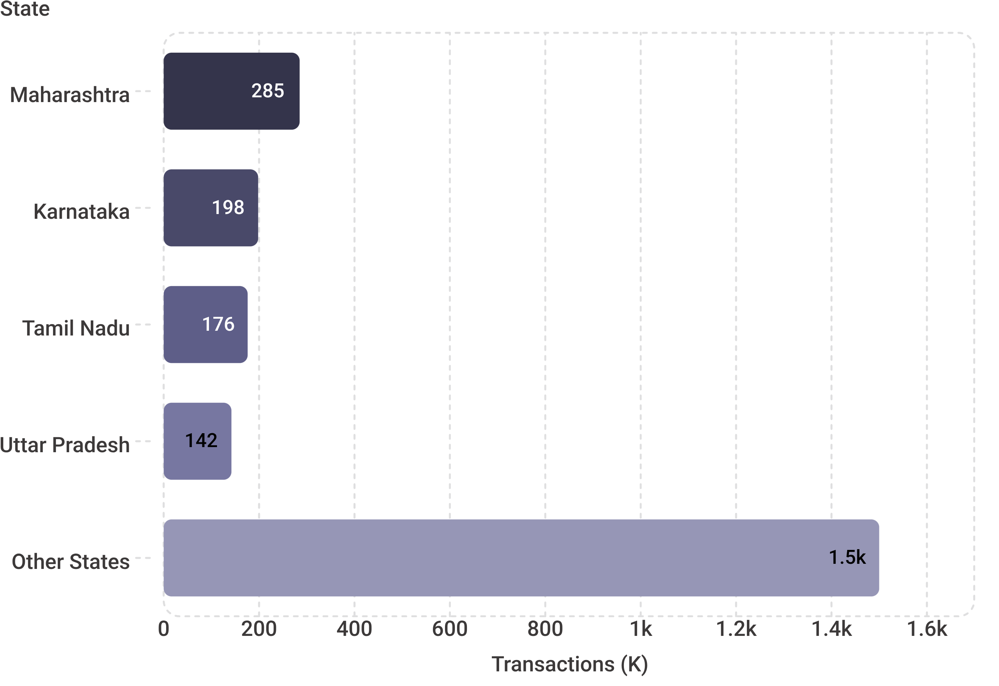 State
Maharashtra
285
Karnataka
198
Tamil Nadu
176
Uttar Pradesh
142
Other States
1.5k
0 200 400 600 800 1k 1.2k 1.4k 1.6k
Transactions (K)